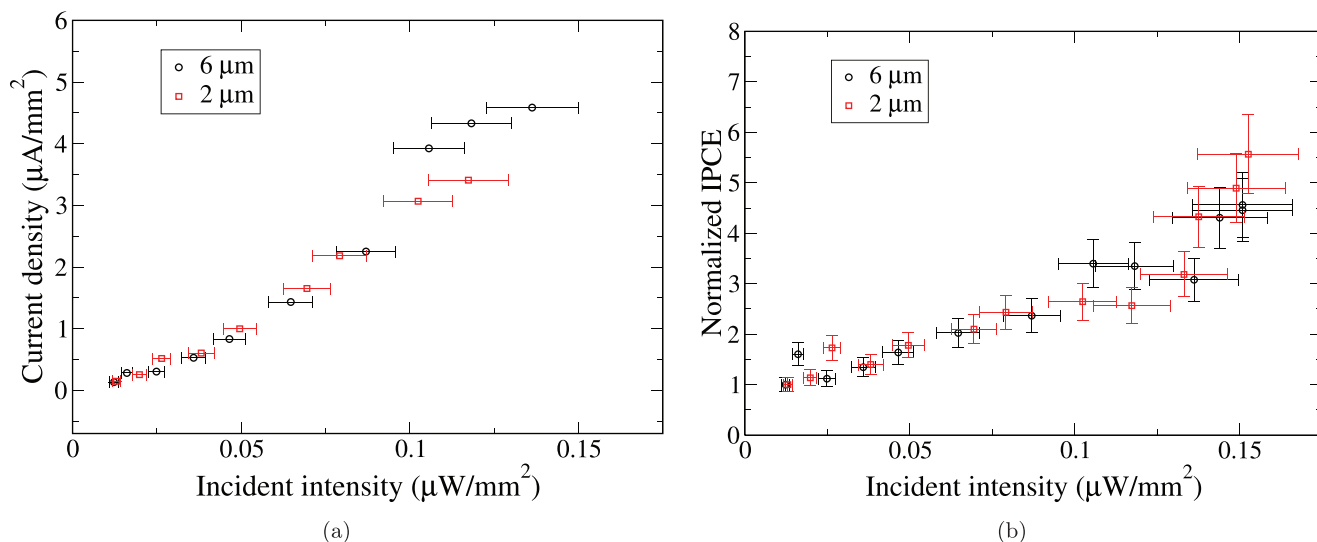 6
5
4
3
2
1
0
Current density (µA/mm²)
6 µm
2 µm
0
0.05
0.1
0.15
Incident intensity (µW/mm²)
(a)
8
7
6
5
4
3
2
1
0
Normalized IPCE
6 µm
2 µm
0
0.05
0.1
0.15
Incident intensity (µW/mm²)
(b)